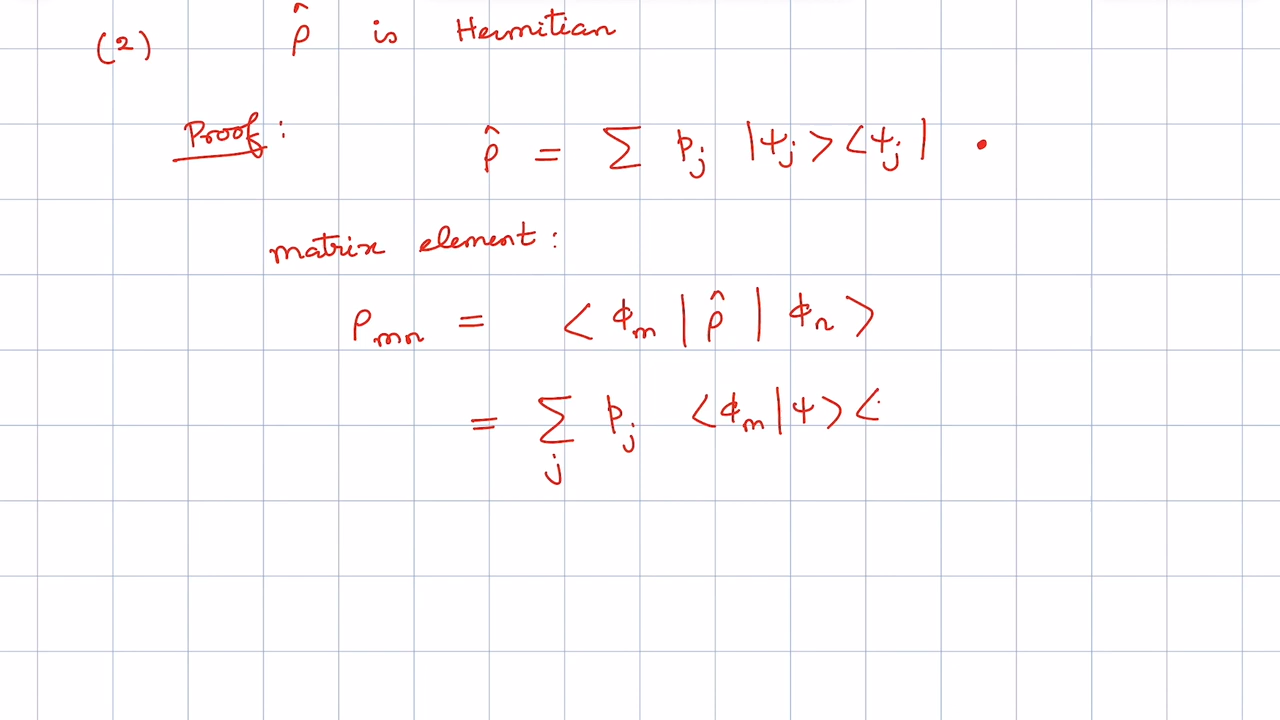 (2) ρ̂ is Hermitian
Proof : ρ̂ = Σ pⱼ |ψⱼ> <ψⱼ|
matrix element :
ρₘₙ = < ϕₘ | ρ̂ | ϕₙ >
= Σⱼ pⱼ <ϕₘ|ψ> <